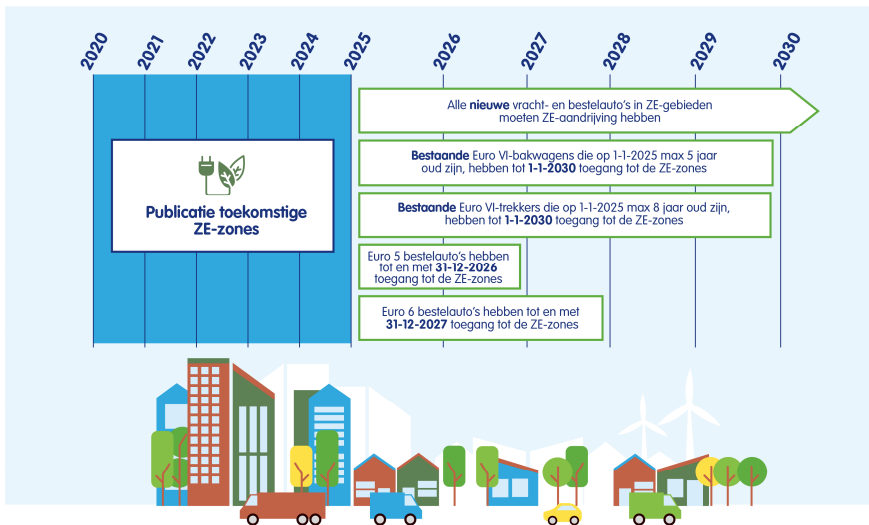 2020
2021
2022
2023
2024
2025
2026
2027
2028
2029
2030
Alle nieuwe vracht- en bestelauto's in ZE-gebieden
moeten ZE-aandrijving hebben
Bestaande Euro VI-bakwagens die op 1-1-2025 max 5 jaar
oud zijn, hebben tot 1-1-2030 toegang tot de ZE-zones
Publicatie toekomstige
ZE-zones
Bestaande Euro VI-trekkers die op 1-1-2025 max 8 jaar oud zijn,
hebben tot 1-1-2030 toegang tot de ZE-zones
Euro 5 bestelauto's hebben
tot en met 31-12-2026
toegang tot de ZE-zones
Euro 6 bestelauto's hebben tot en met
31-12-2027 toegang tot de ZE-zones